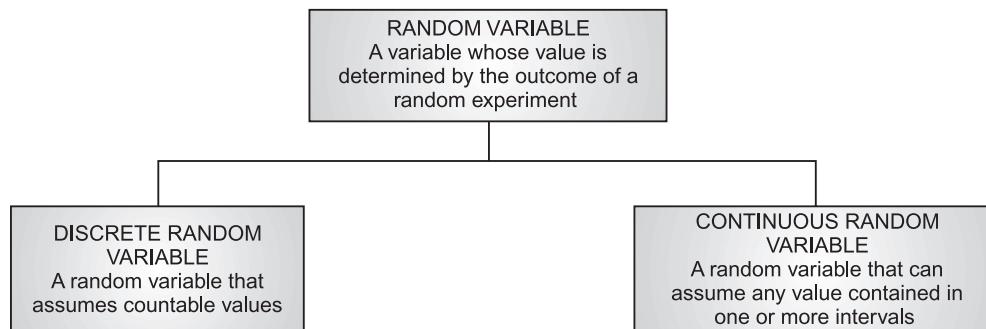 RANDOM VARIABLE
A variable whose value is
determined by the outcome of a
random experiment
DISCRETE RANDOM
VARIABLE
A random variable that
assumes countable values
CONTINUOUS RANDOM
VARIABLE
A random variable that can
assume any value contained in
one or more intervals